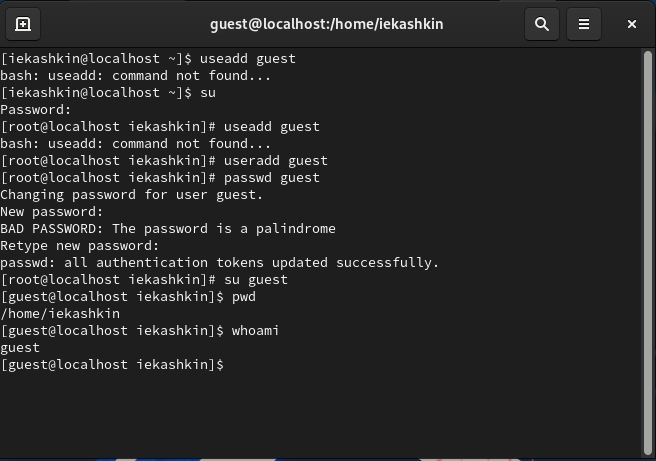 guest@localhost:/home/iekashkin
[iekashkin@localhost ~]$ useadd guest
bash: useadd: command not found...
[iekashkin@localhost ~]$ su
Password:
[root@localhost iekashkin]# useadd guest
bash: useadd: command not found...
[root@localhost iekashkin]# useradd guest
[root@localhost iekashkin]# passwd guest
Changing password for user guest.
New password:
BAD PASSWORD: The password is a palindrome
Retype new password:
passwd: all authentication tokens updated successfully.
[root@localhost iekashkin]# su guest
[guest@localhost iekashkin]$ pwd
/home/iekashkin
[guest@localhost iekashkin]$ whoami
guest
[guest@localhost iekashkin]$